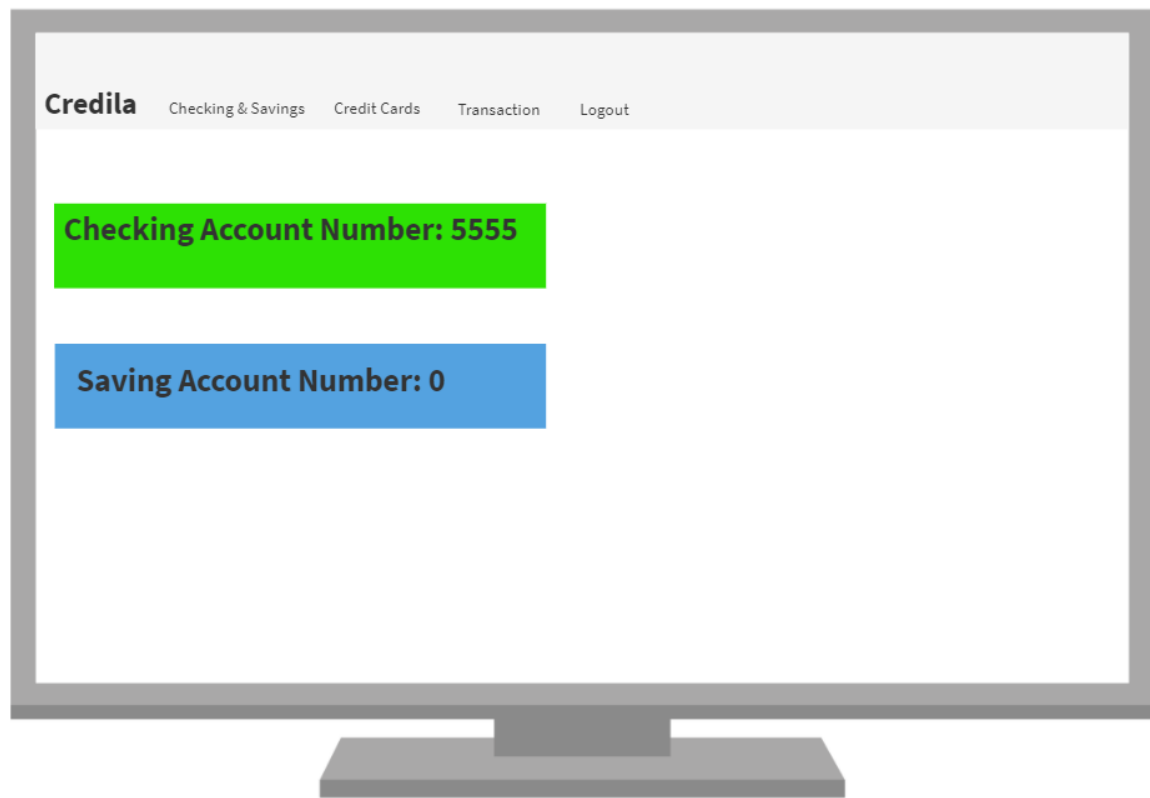 Credila Checking & Savings Credit Cards Transaction Logout
Checking Account Number: 5555
Saving Account Number: 0